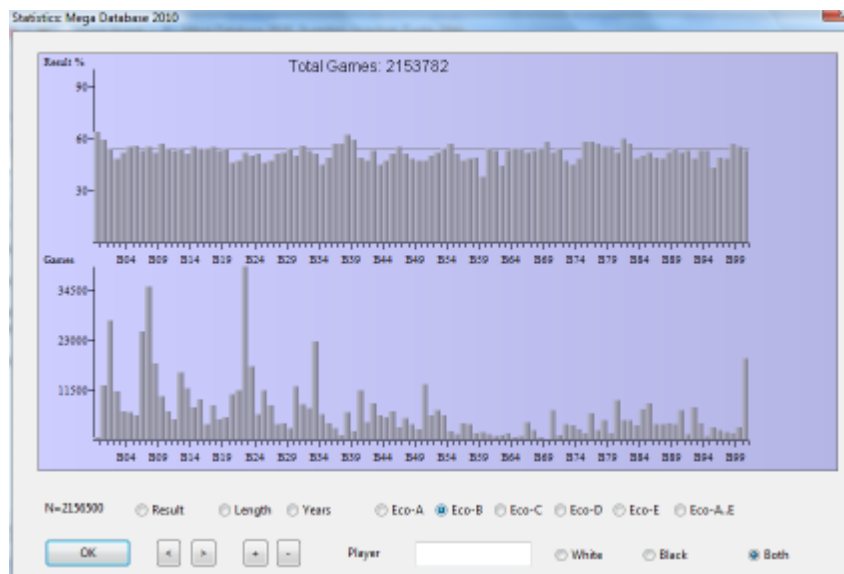 Statistics: Mega Database 2010
Result %
Total Games: 2153782
90
60
30
B04 B09 B14 B19 B24 B29 B34 B39 B44 B49 B54 B59 B64 B69 B74 B79 B84 B89 B94 B99
Games
34500
23000
11500
B04 B09 B14 B19 B24 B29 B34 B39 B44 B49 B54 B59 B64 B69 B74 B79 B84 B89 B94 B99
N=2156500 Result Length Years Eco-A Eco-B Eco-C Eco-D Eco-E Eco-A..E
OK < > + - Player White Black Both